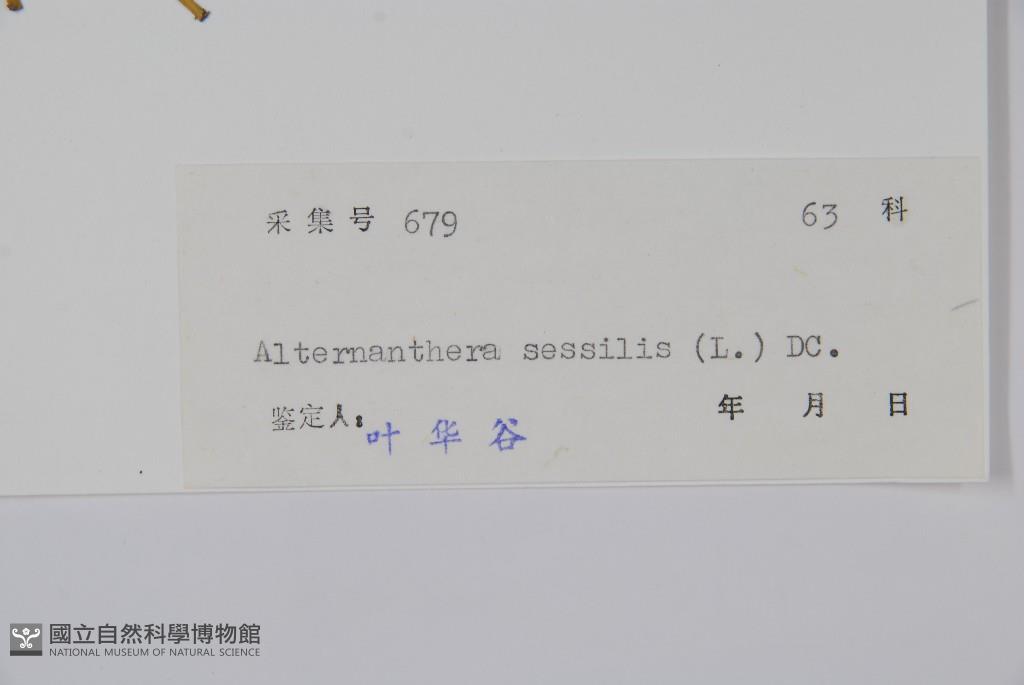 采集号 679 63 科
Alternanthera sessilis (L.) DC.
鉴定人: 叶华谷 年 月 日
國立自然科學博物館
NATIONAL MUSEUM OF NATURAL SCIENCE